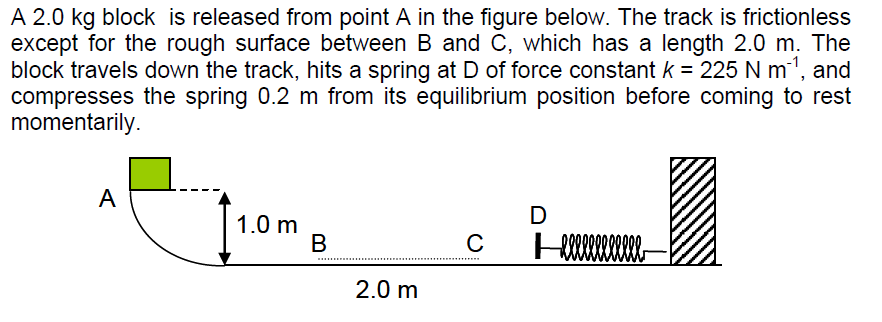 A 2.0 kg block is released from point A in the figure below. The track is frictionless
except for the rough surface between B and C, which has a length 2.0 m. The
block travels down the track, hits a spring at D of force constant k = 225 N m⁻¹, and
compresses the spring 0.2 m from its equilibrium position before coming to rest
momentarily.
A
1.0 m
B
C
D
2.0 m